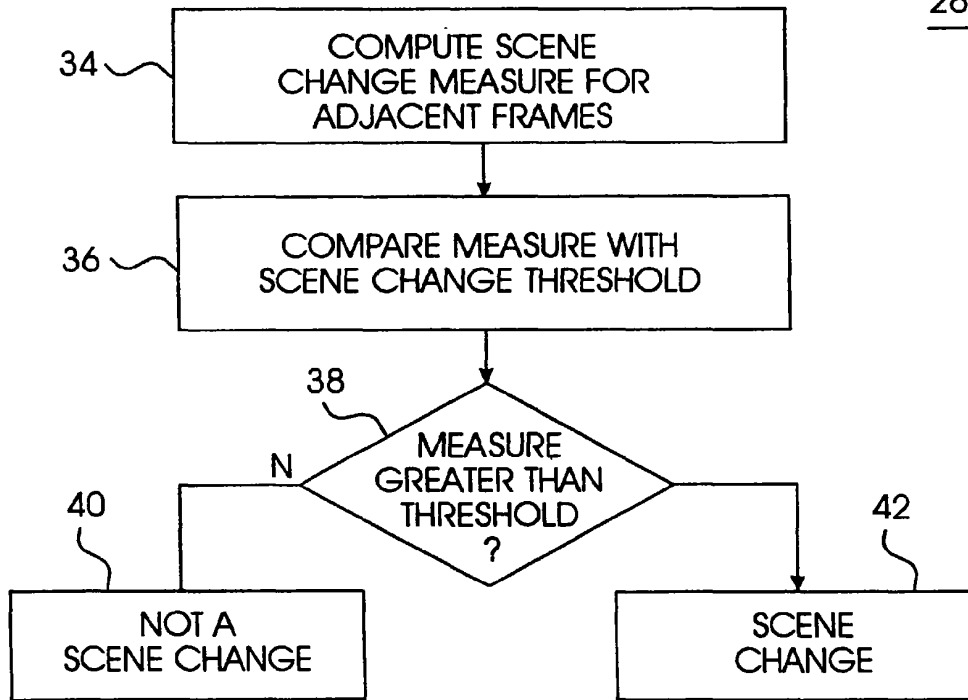 28
34
COMPUTE SCENE
CHANGE MEASURE FOR
ADJACENT FRAMES
36
COMPARE MEASURE WITH
SCENE CHANGE THRESHOLD
38
MEASURE
GREATER THAN
THRESHOLD
?
N
40
NOT A
SCENE CHANGE
42
SCENE
CHANGE